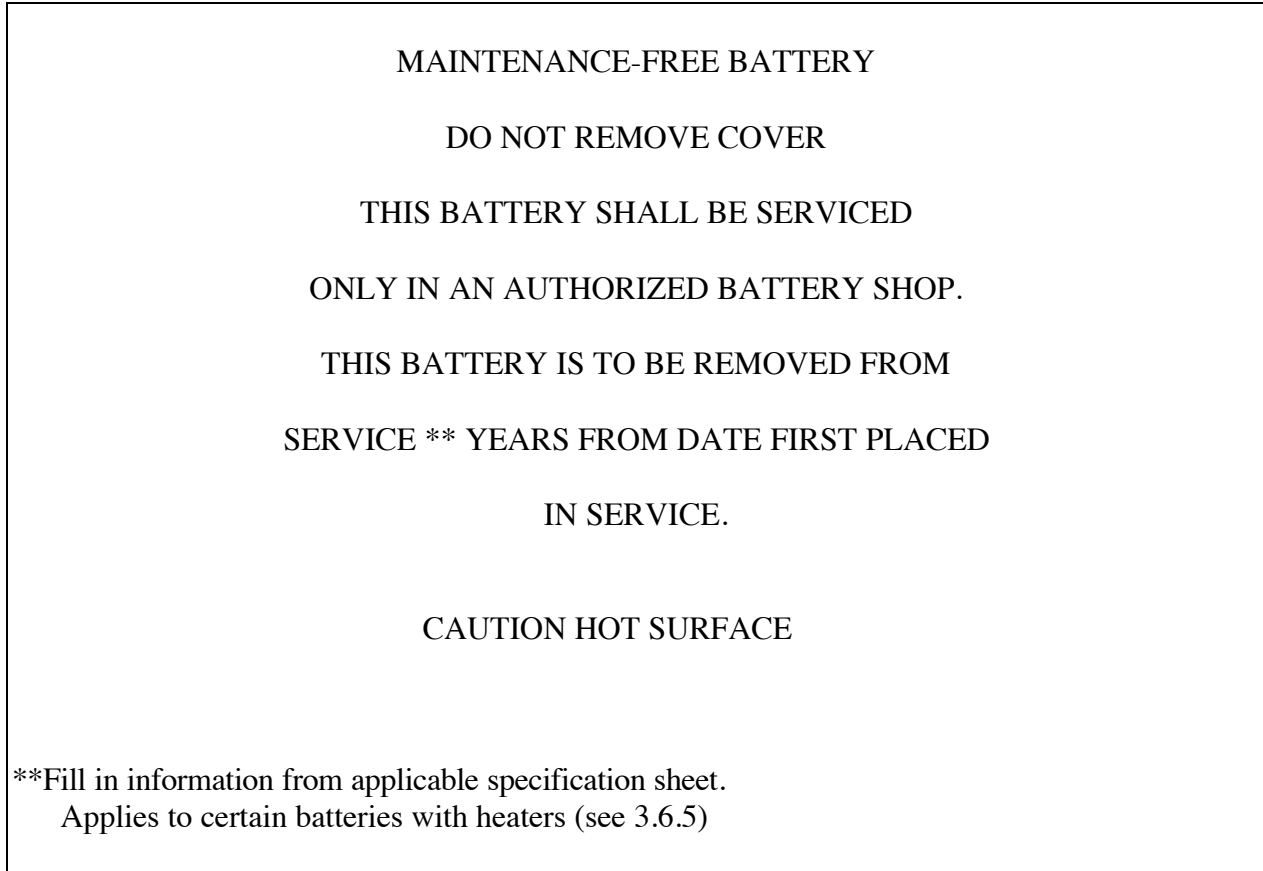 MAINTENANCE-FREE BATTERY
DO NOT REMOVE COVER
THIS BATTERY SHALL BE SERVICED
ONLY IN AN AUTHORIZED BATTERY SHOP.
THIS BATTERY IS TO BE REMOVED FROM
SERVICE ** YEARS FROM DATE FIRST PLACED
IN SERVICE.
CAUTION HOT SURFACE
**Fill in information from applicable specification sheet.
Applies to certain batteries with heaters (see 3.6.5)